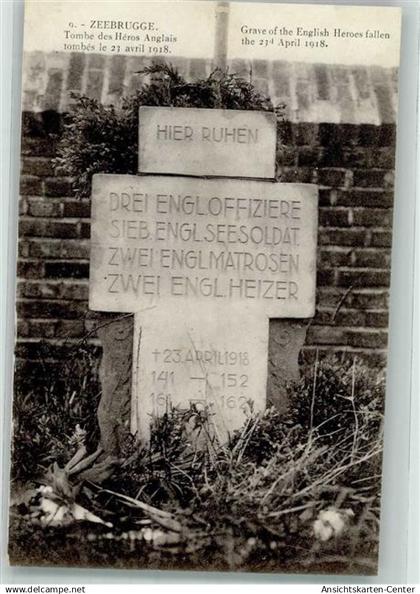 9. - ZEEBRUGGE.
Tombe des Héros Anglais
tombés le 23 avril 1918.
Grave of the English Heroes fallen
the 23d April 1918.
HIER RUHEN
DREI ENGL.OFFIZIERE
SIEB.ENGL.SEESOLDAT.
ZWEI ENGL.MATROSEN
ZWEI ENGL.HEIZER
†23.APRIL 1918
141 – 152
161 – 162
Ansichtskarten-Center